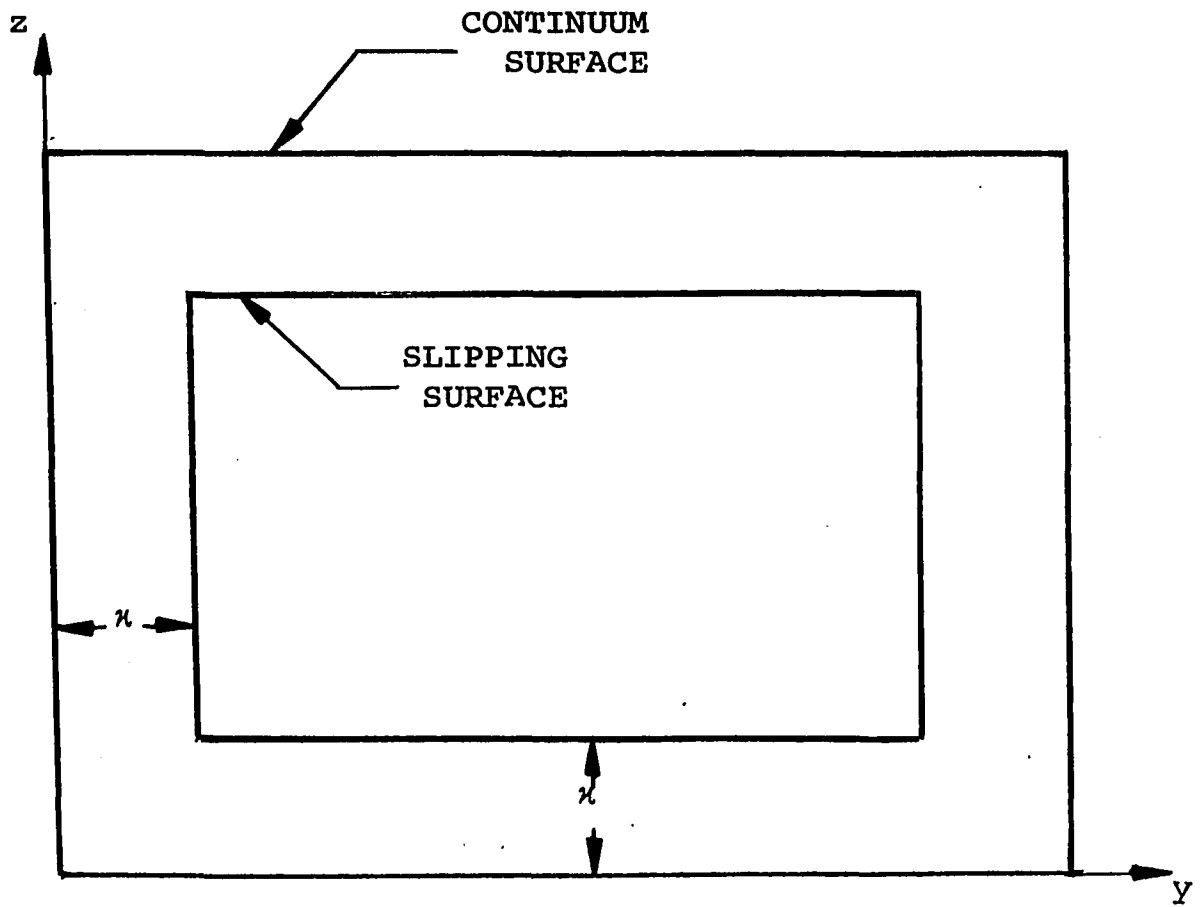 z
CONTINUUM
SURFACE
SLIPPING
SURFACE
ϰ
ϰ
y